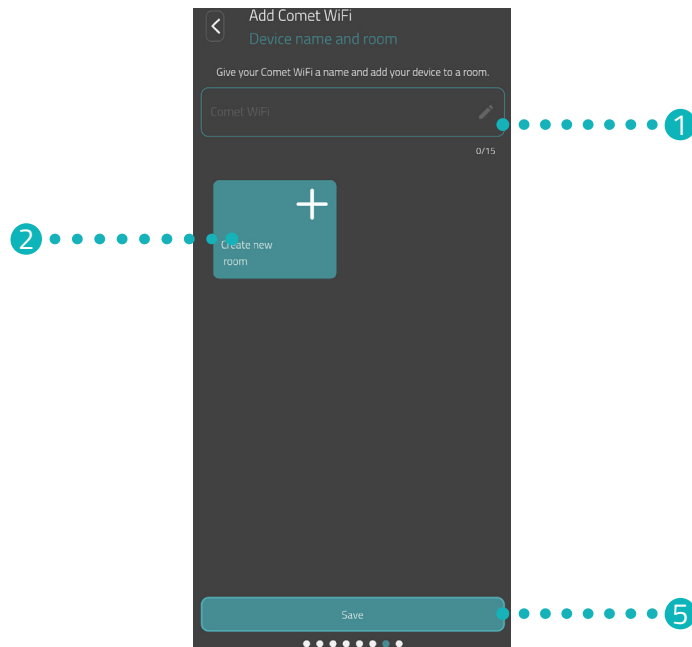 Add Comet WiFi
Device name and room
Give your Comet WiFi a name and add your device to a room.
Comet WiFi
1
0/15
2
Create new
room
Save
5